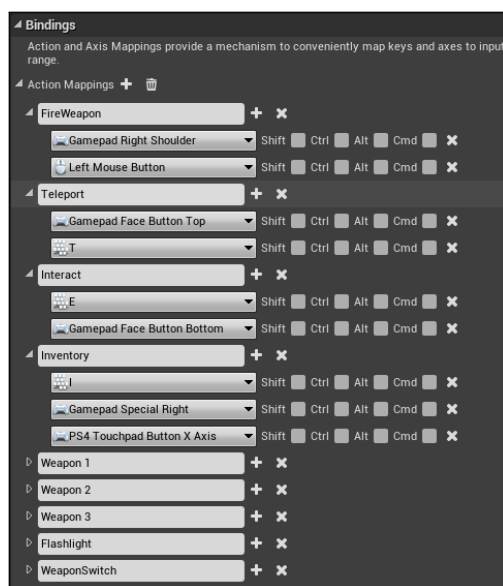 Bindings
Action and Axis Mappings provide a mechanism to conveniently map keys and axes to input
range.
Action Mappings
FireWeapon
Gamepad Right Shoulder Shift Ctrl Alt Cmd
Left Mouse Button Shift Ctrl Alt Cmd
Teleport
Gamepad Face Button Top Shift Ctrl Alt Cmd
T Shift Ctrl Alt Cmd
Interact
E Shift Ctrl Alt Cmd
Gamepad Face Button Bottom Shift Ctrl Alt Cmd
Inventory
I Shift Ctrl Alt Cmd
Gamepad Special Right Shift Ctrl Alt Cmd
PS4 Touchpad Button X Axis Shift Ctrl Alt Cmd
Weapon 1
Weapon 2
Weapon 3
Flashlight
WeaponSwitch